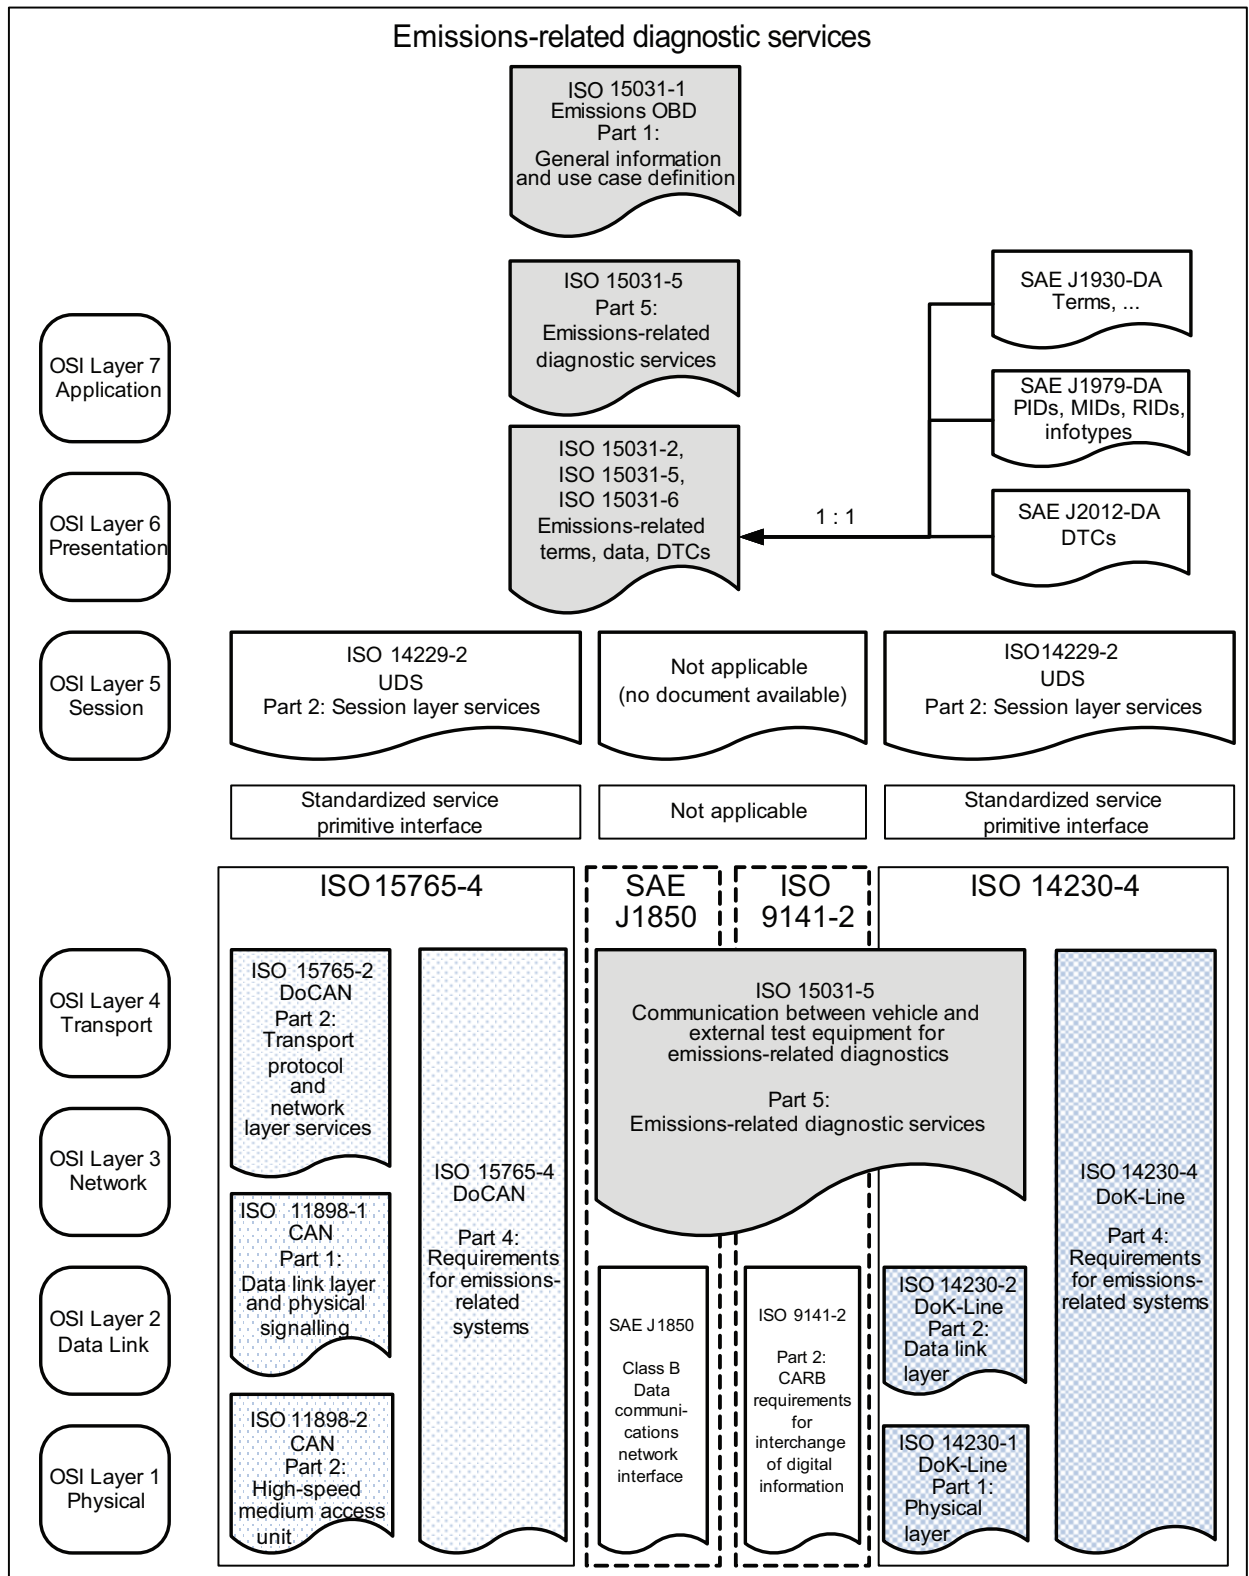 Emissions-related diagnostic services
ISO 15031-1
Emissions OBD
Part 1:
General information
and use case definition
ISO 15031-5
Part 5:
Emissions-related
diagnostic services
SAE J1930-DA
Terms, ...
OSI Layer 7
Application
SAE J1979-DA
PIDs, MIDs, RIDs,
infotypes
ISO 15031-2,
ISO 15031-5,
ISO 15031-6
Emissions-related
terms, data, DTCs
1 : 1
SAE J2012-DA
DTCs
OSI Layer 6
Presentation
OSI Layer 5
Session
ISO 14229-2
UDS
Part 2: Session layer services
Not applicable
(no document available)
ISO14229-2
UDS
Part 2: Session layer services
Standardized service
primitive interface
Not applicable
Standardized service
primitive interface
ISO 15765-4
SAE
J1850
ISO
9141-2
ISO 14230-4
OSI Layer 4
Transport
ISO 15765-2
DoCAN
Part 2:
Transport
protocol
and
network
layer services
ISO 15031-5
Communication between vehicle and
external test equipment for
emissions-related diagnostics
Part 5:
Emissions-related diagnostic services
OSI Layer 3
Network
ISO 15765-4
DoCAN
Part 4:
Requirements
for emissions-
related
systems
ISO 14230-4
DoK-Line
Part 4:
Requirements
for emissions-
related systems
ISO 11898-1
CAN
Part 1:
Data link layer
and physical
signalling
OSI Layer 2
Data Link
SAE J1850
Class B
Data
communi-
cations
network
interface
ISO 9141-2
Part 2:
CARB
requirements
for
interchange
of digital
information
ISO 14230-2
DoK-Line
Part 2:
Data link
layer
OSI Layer 1
Physical
ISO 11898-2
CAN
Part 2:
High-speed
medium access
unit
ISO 14230-1
DoK-Line
Part 1:
Physical
layer